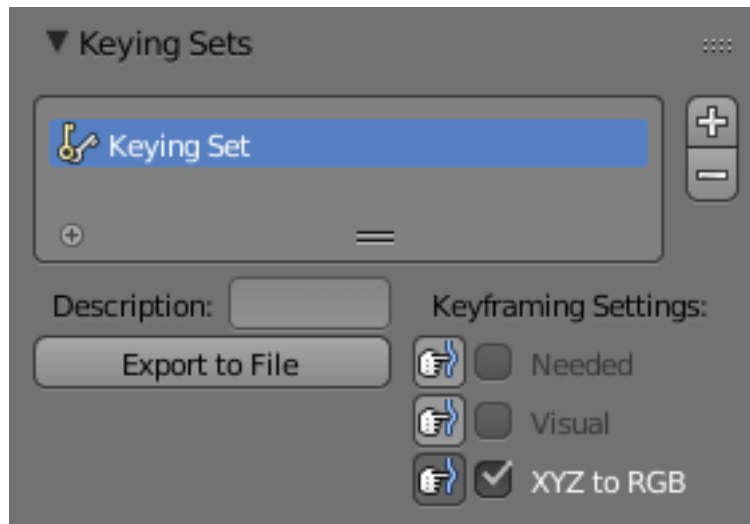 Keying Sets
Keying Set
Description:
Keyframing Settings:
Export to File
Needed
Visual
XYZ to RGB